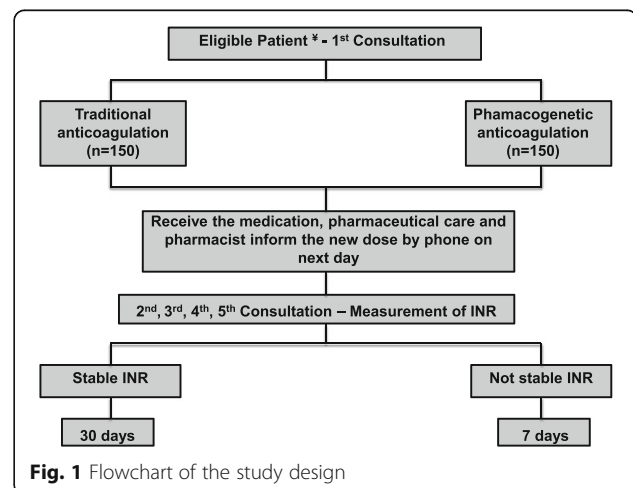 Eligible Patient ¥ - 1st Consultation
Traditional
anticoagulation
(n=150)
Phamacogenetic
anticoagulation
(n=150)
Receive the medication, pharmaceutical care and
pharmacist inform the new dose by phone on
next day
2nd, 3rd, 4th, 5th Consultation – Measurement of INR
Stable INR
Not stable INR
30 days
7 days
Fig. 1 Flowchart of the study design